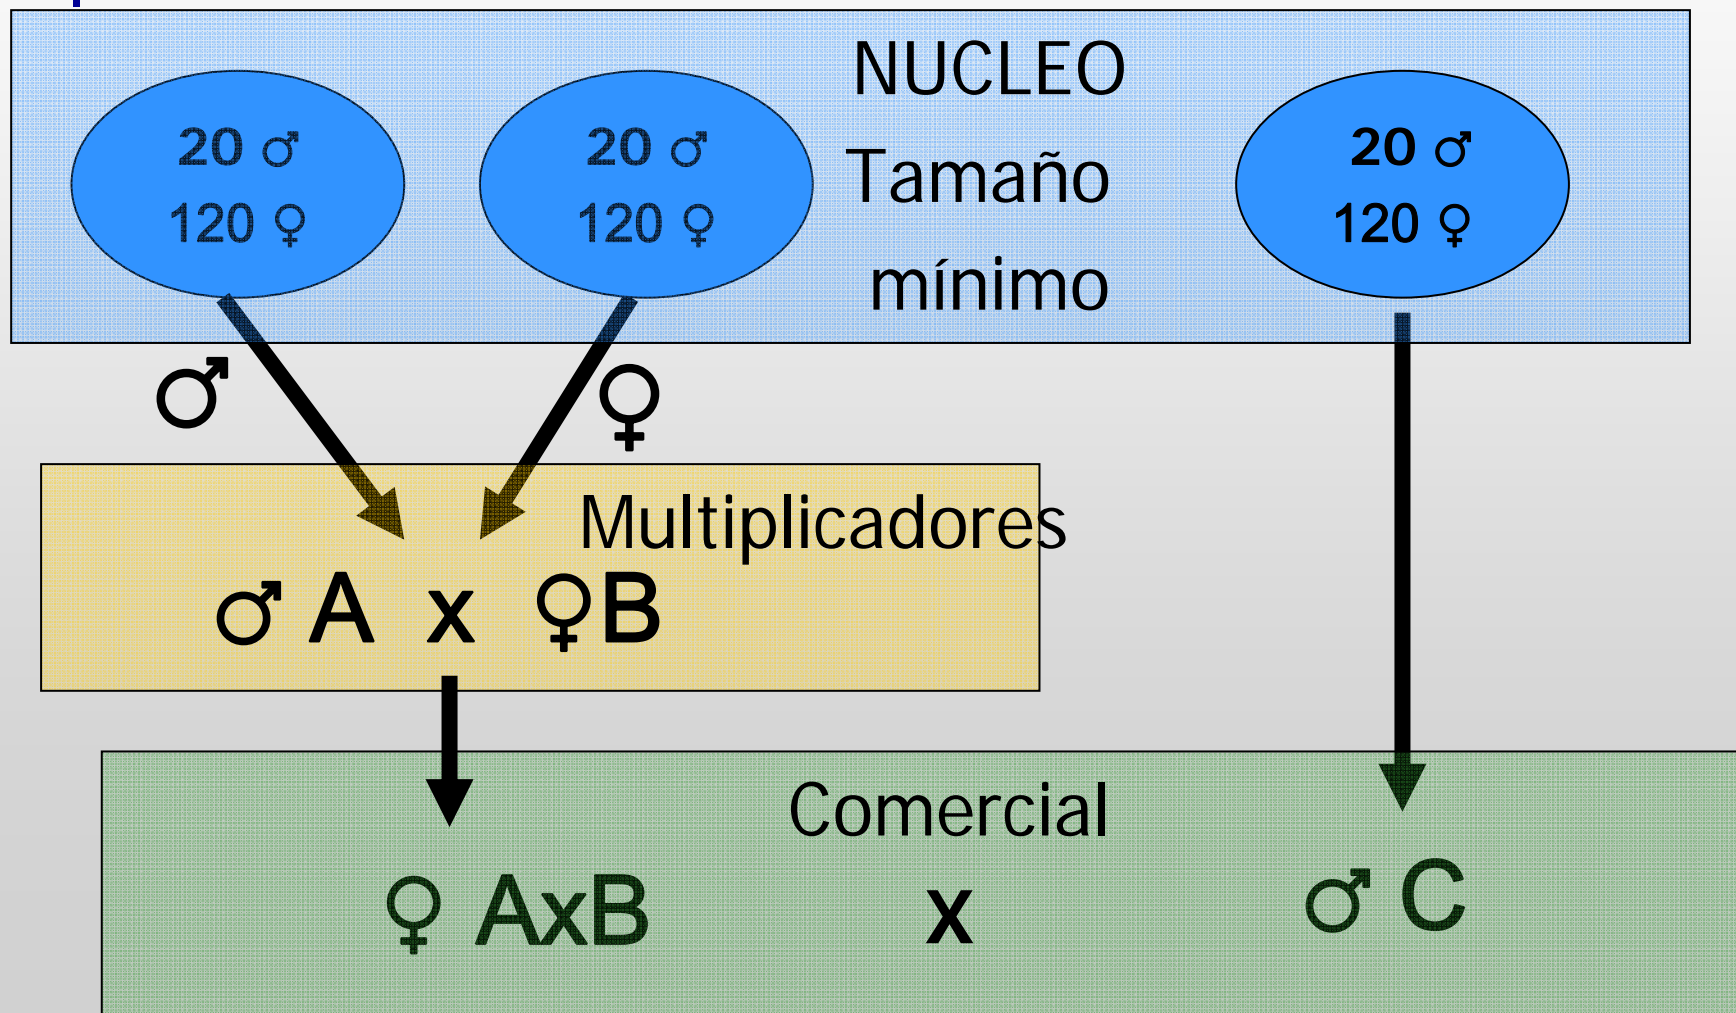 NUCLEO
Tamaño
mínimo
20 ♂
120 ♀
20 ♂
120 ♀
20 ♂
120 ♀
♂
♀
Multiplicadores
♂ A x ♀B
Comercial
♀ AxB x ♂ C